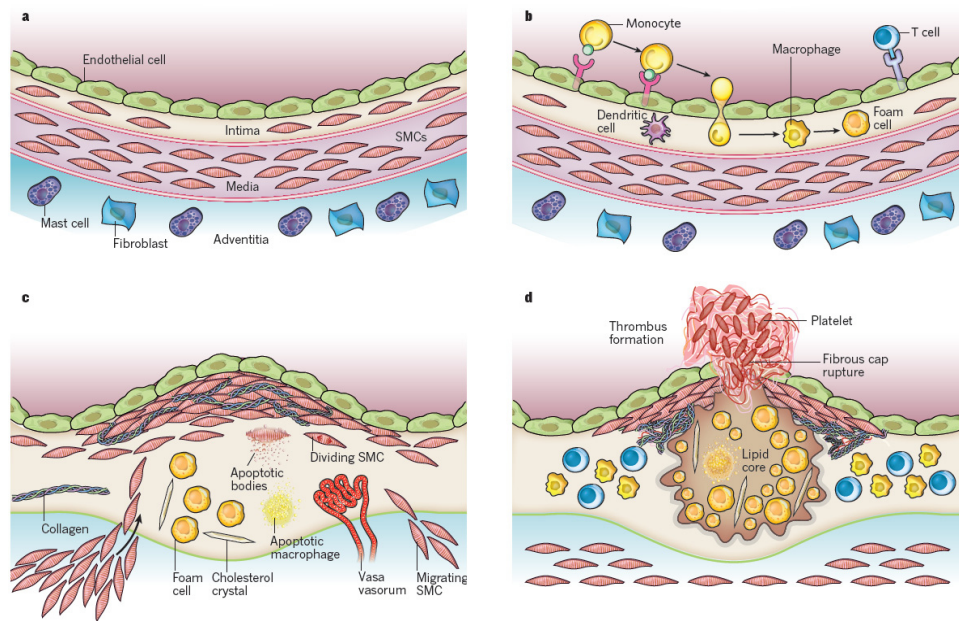 a
Endothelial cell
Intima
SMCs
Media
Mast cell
Fibroblast
Adventitia
b
Monocyte
Macrophage
T cell
Dendritic
cell
Foam
cell
c
Apoptotic
bodies
Dividing SMC
Collagen
Apoptotic
macrophage
Foam
cell
Cholesterol
crystal
Vasa
vasorum
Migrating
SMC
d
Thrombus
formation
Platelet
Fibrous cap
rupture
Lipid
core